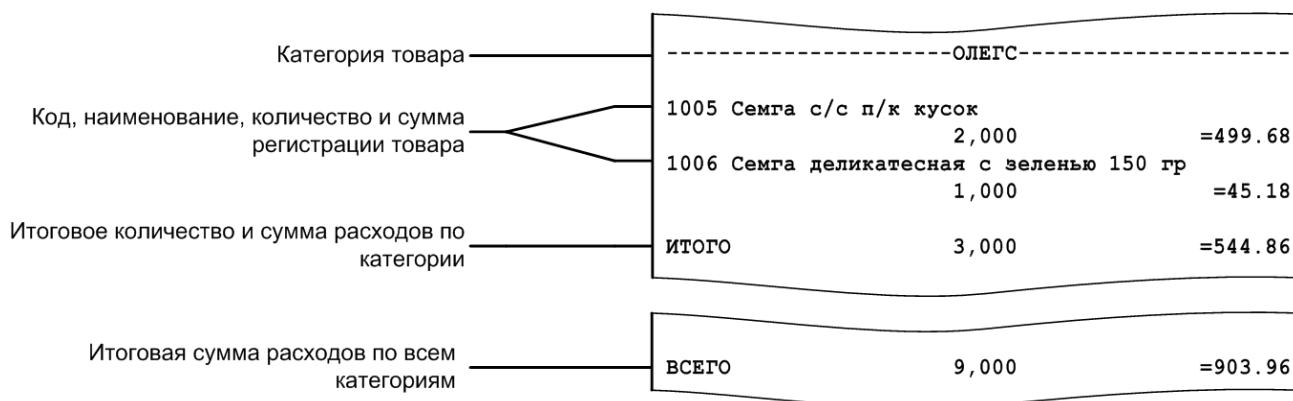 Категория товара
--------------------ОЛЕГС--------------------
Код, наименование, количество и сумма
регистрации товара
1005 Семга с/с п/к кусок
2,000 =499.68
1006 Семга деликатесная с зеленью 150 гр
1,000 =45.18
Итоговое количество и сумма расходов по
категории
ИТОГО 3,000 =544.86
Итоговая сумма расходов по всем
категориям
ВСЕГО 9,000 =903.96